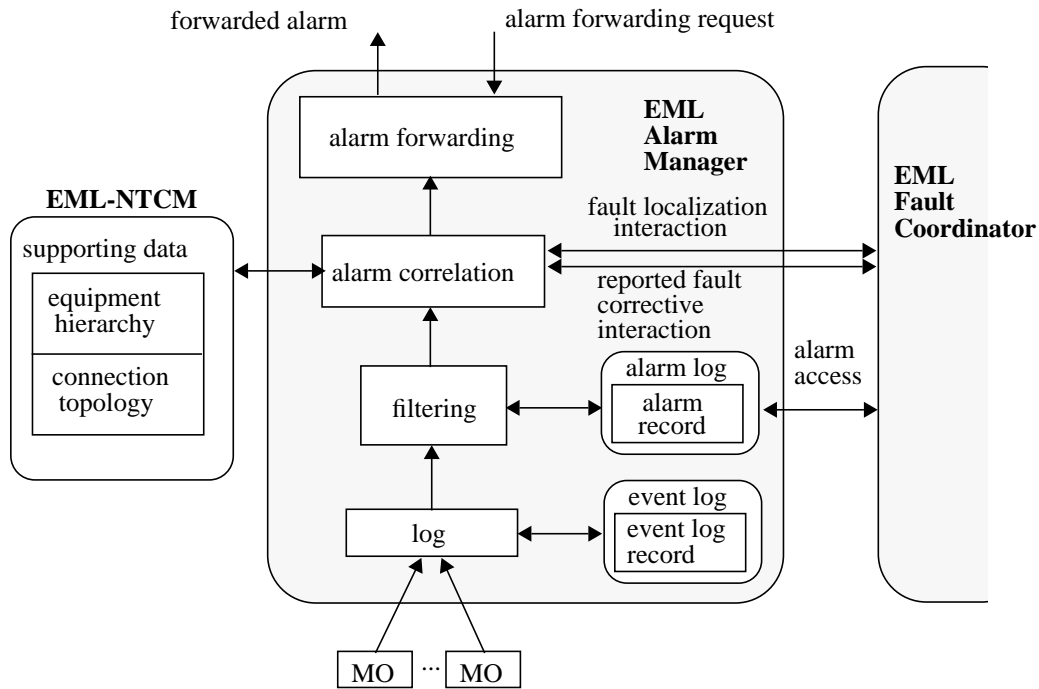 forwarded alarm
alarm forwarding request
alarm forwarding
EML
Alarm
Manager
EML
Fault
Coordinator
EML-NTCM
supporting data
equipment
hierarchy
connection
topology
alarm correlation
fault localization
interaction
reported fault
corrective
interaction
alarm
access
filtering
alarm log
alarm
record
log
event log
event log
record
MO
...
MO